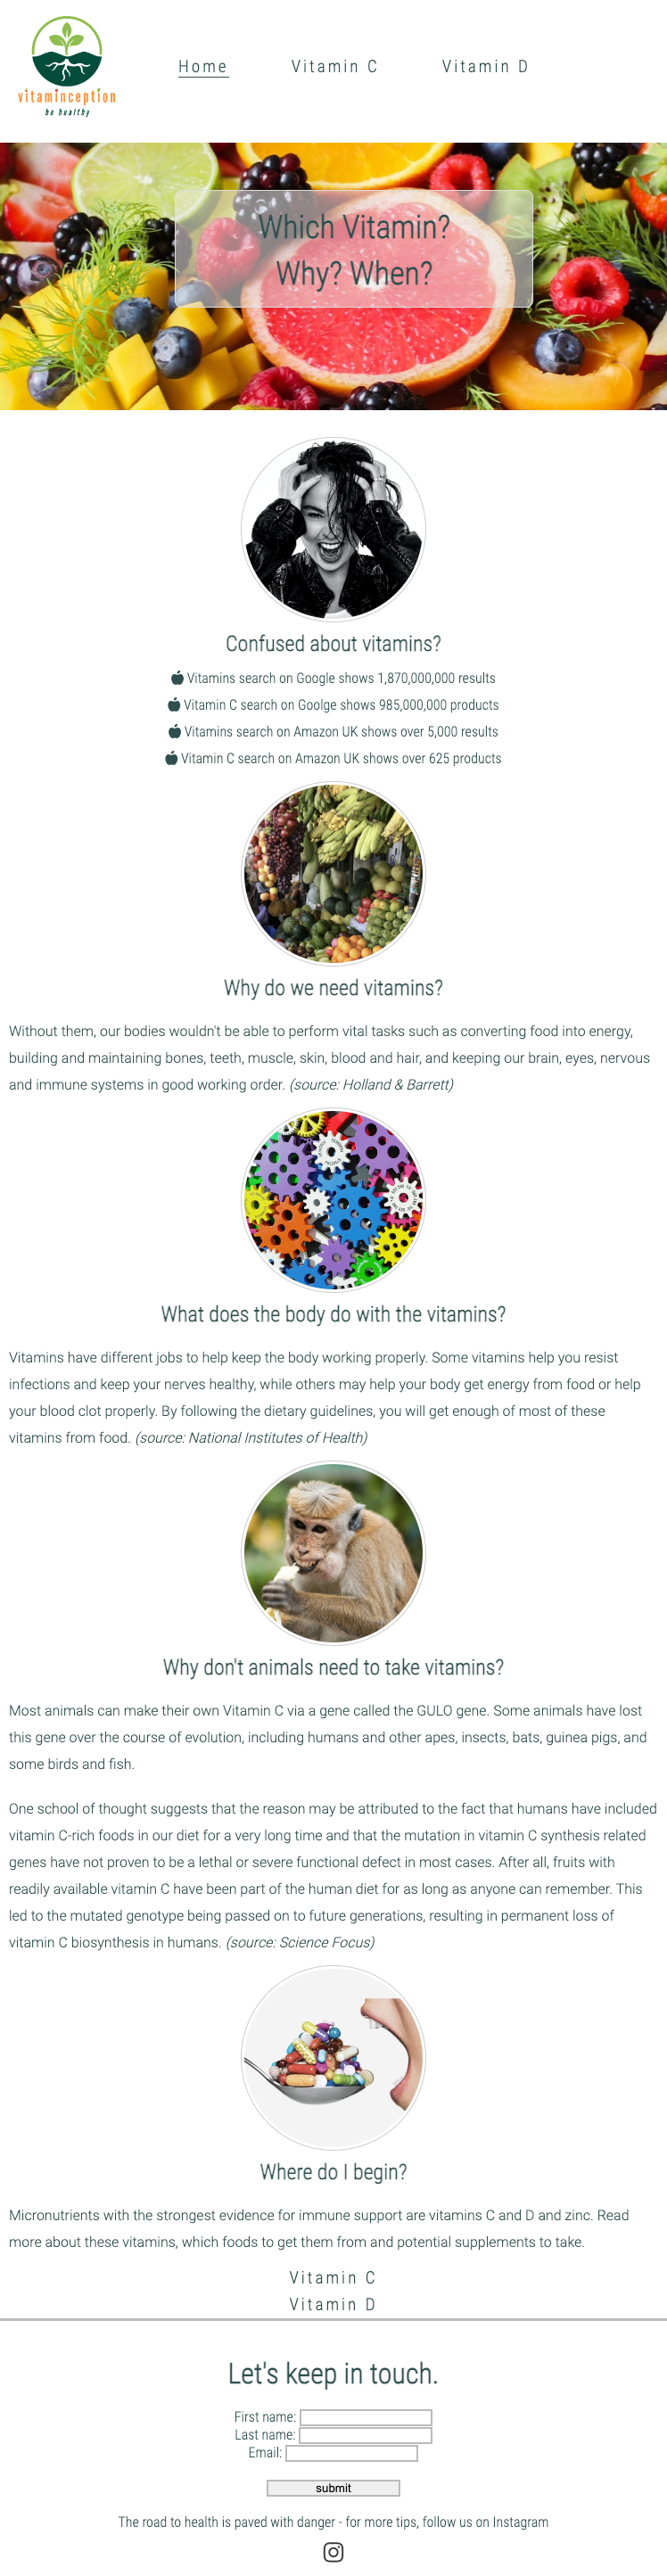 vitaminception
be healthy
Home
Vitamin C
Vitamin D
Which Vitamin?
Why? When?
Confused about vitamins?
Vitamins search on Google shows 1,870,000,000 results
Vitamin C search on Goolge shows 985,000,000 products
Vitamins search on Amazon UK shows over 5,000 results
Vitamin C search on Amazon UK shows over 625 products
Why do we need vitamins?
Without them, our bodies wouldn't be able to perform vital tasks such as converting food into energy,
building and maintaining bones, teeth, muscle, skin, blood and hair, and keeping our brain, eyes, nervous
and immune systems in good working order. (source: Holland & Barrett)
What does the body do with the vitamins?
Vitamins have different jobs to help keep the body working properly. Some vitamins help you resist
infections and keep your nerves healthy, while others may help your body get energy from food or help
your blood clot properly. By following the dietary guidelines, you will get enough of most of these
vitamins from food. (source: National Institutes of Health)
Why don't animals need to take vitamins?
Most animals can make their own Vitamin C via a gene called the GULO gene. Some animals have lost
this gene over the course of evolution, including humans and other apes, insects, bats, guinea pigs, and
some birds and fish.
One school of thought suggests that the reason may be attributed to the fact that humans have included
vitamin C-rich foods in our diet for a very long time and that the mutation in vitamin C synthesis related
genes have not proven to be a lethal or severe functional defect in most cases. After all, fruits with
readily available vitamin C have been part of the human diet for as long as anyone can remember. This
led to the mutated genotype being passed on to future generations, resulting in permanent loss of
vitamin C biosynthesis in humans. (source: Science Focus)
Where do I begin?
Micronutrients with the strongest evidence for immune support are vitamins C and D and zinc. Read
more about these vitamins, which foods to get them from and potential supplements to take.
Vitamin C
Vitamin D
Let's keep in touch.
First name:
Last name:
Email:
submit
The road to health is paved with danger - for more tips, follow us on Instagram